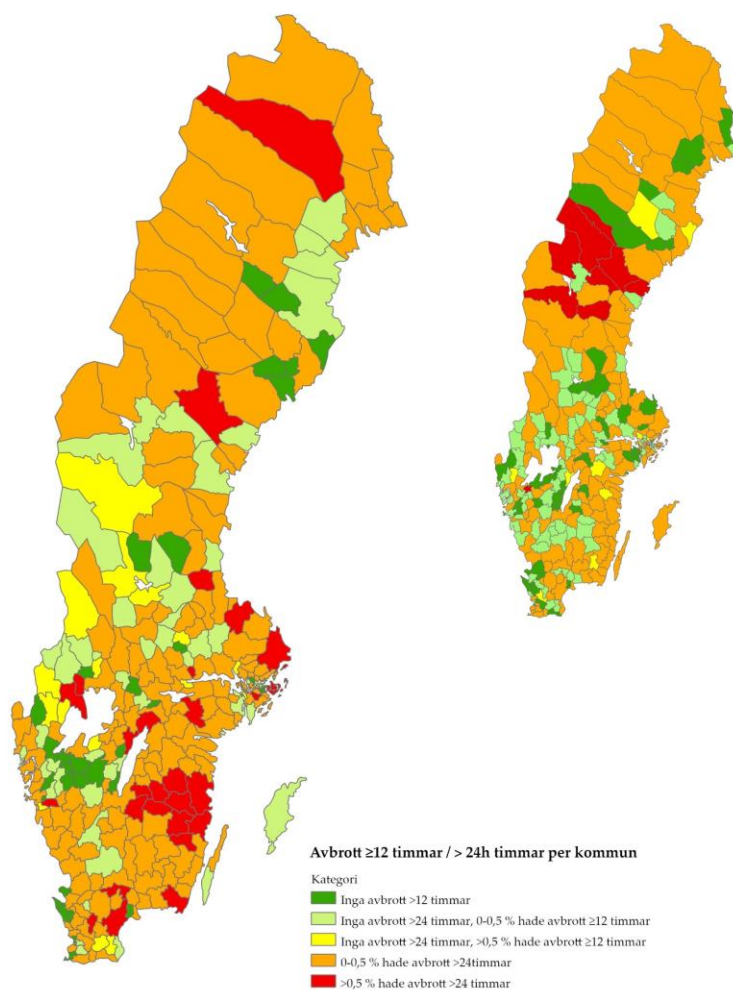 Avbrott ≥12 timmar / > 24h timmar per kommun
Kategori
Inga avbrott >12 timmar
Inga avbrott >24 timmar, 0-0,5 % hade avbrott ≥12 timmar
Inga avbrott >24 timmar, >0,5 % hade avbrott ≥12 timmar
0-0,5 % hade avbrott >24timmar
>0,5 % hade avbrott >24 timmar